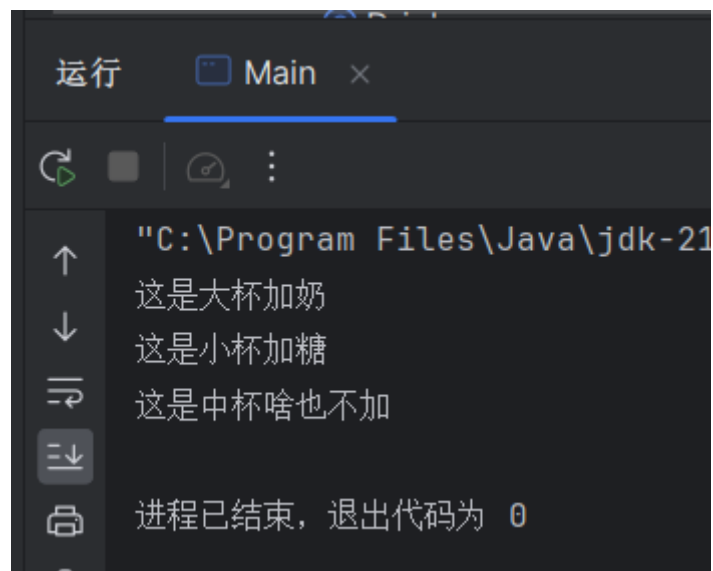 运行 Main
"C:\Program Files\Java\jdk-21
这是大杯加奶
这是小杯加糖
这是中杯啥也不加
进程已结束，退出代码为 0